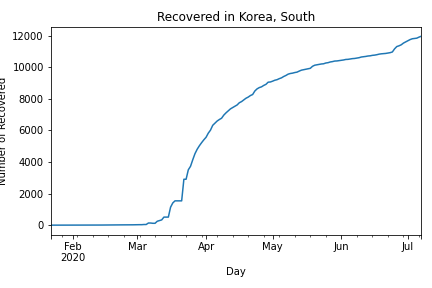 Recovered in Korea, South
12000
10000
8000
6000
4000
2000
0
Number of Recovered
Feb
2020
Mar
Apr
May
Jun
Jul
Day